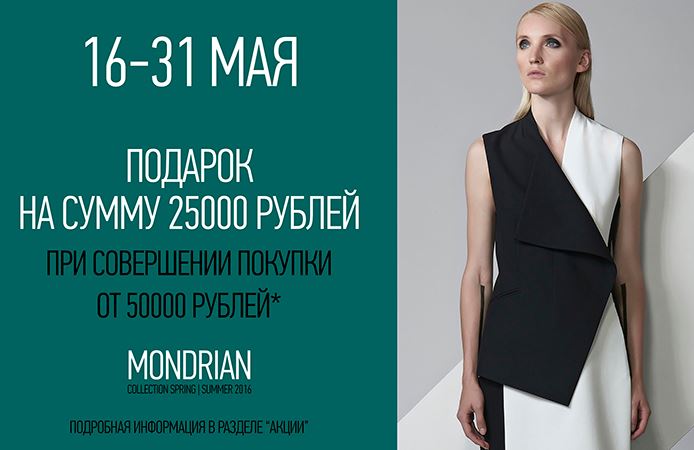 16-31 МАЯ
ПОДАРОК
НА СУММУ 25000 РУБЛЕЙ
ПРИ СОВЕРШЕНИИ ПОКУПКИ
ОТ 50000 РУБЛЕЙ*
MONDRIAN
COLLECTION SPRING | SUMMER 2016
ПОДРОБНАЯ ИНФОРМАЦИЯ В РАЗДЕЛЕ "АКЦИИ"